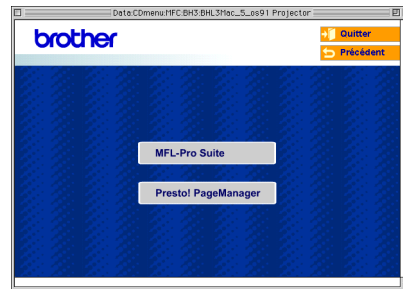 Data:CDmenu:MFC:BH3:BHL3Mac_5_os91 Projector
brother
Quitter
Précédent
MFL-Pro Suite
Presto! PageManager